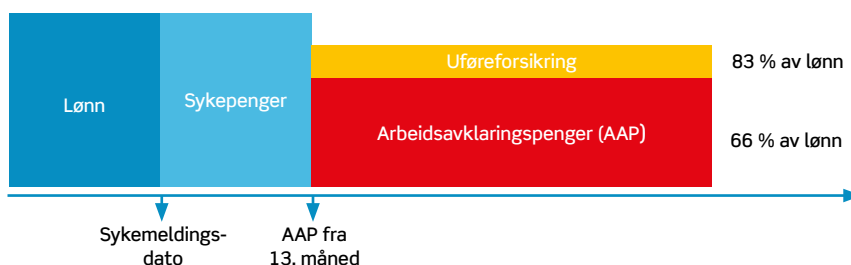 Lønn
Sykepenger
Uføreforsikring
83 % av lønn
Arbeidsavklaringspenger (AAP)
66 % av lønn
Sykemeldings-
dato
AAP fra
13. måned